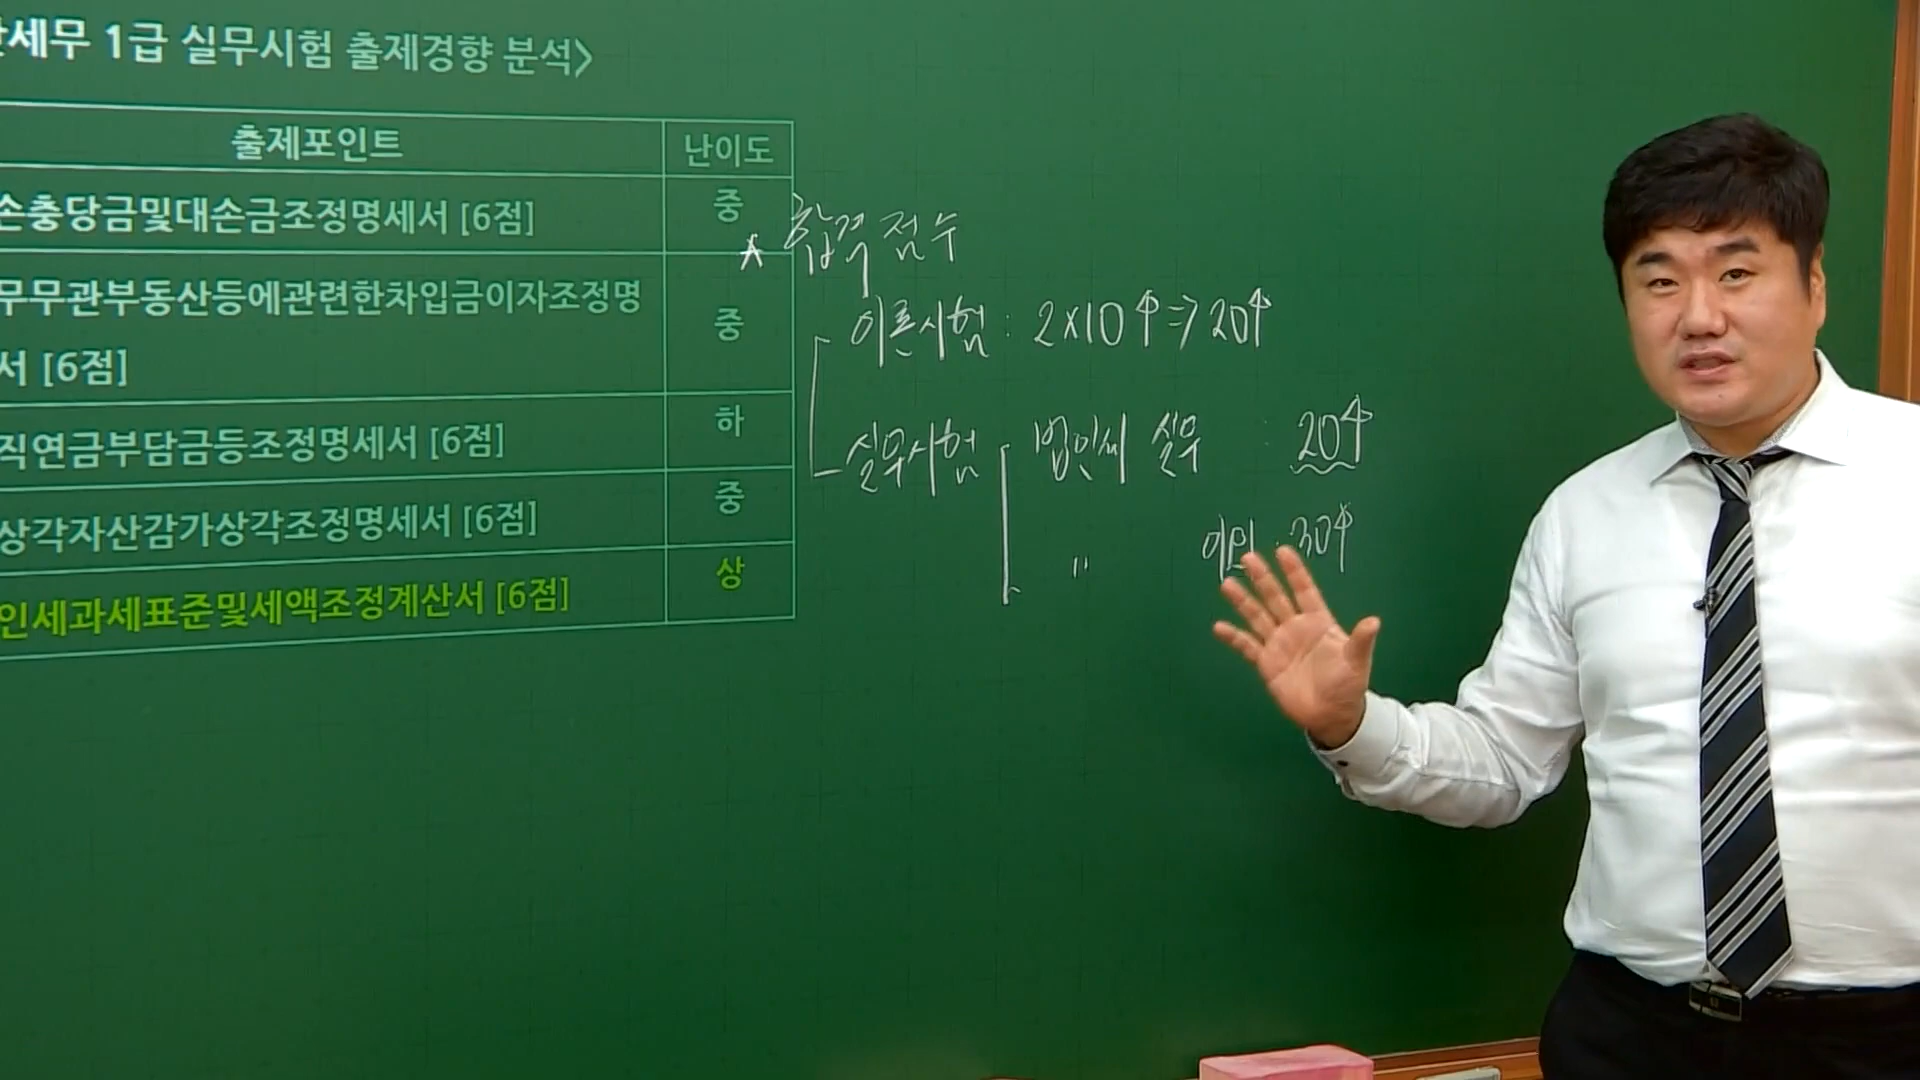 세무 1급 실무시험 출제경향 분석>
출제포인트 난이도
손충당금및대손금조정명세서 [6점] 중
무무관부동산등에관련한차입금이자조정명
서 [6점] 중
직연금부담금등조정명세서 [6점] 하
상각자산감가상각조정명세서 [6점] 중
인세과세표준및세액조정계산서 [6점] 상
* 합격점수
이론시험 : 2×10↑ ⇒ 20↑
실무시험 법인세 실무 : 20↑
〃 이외 : 30↑